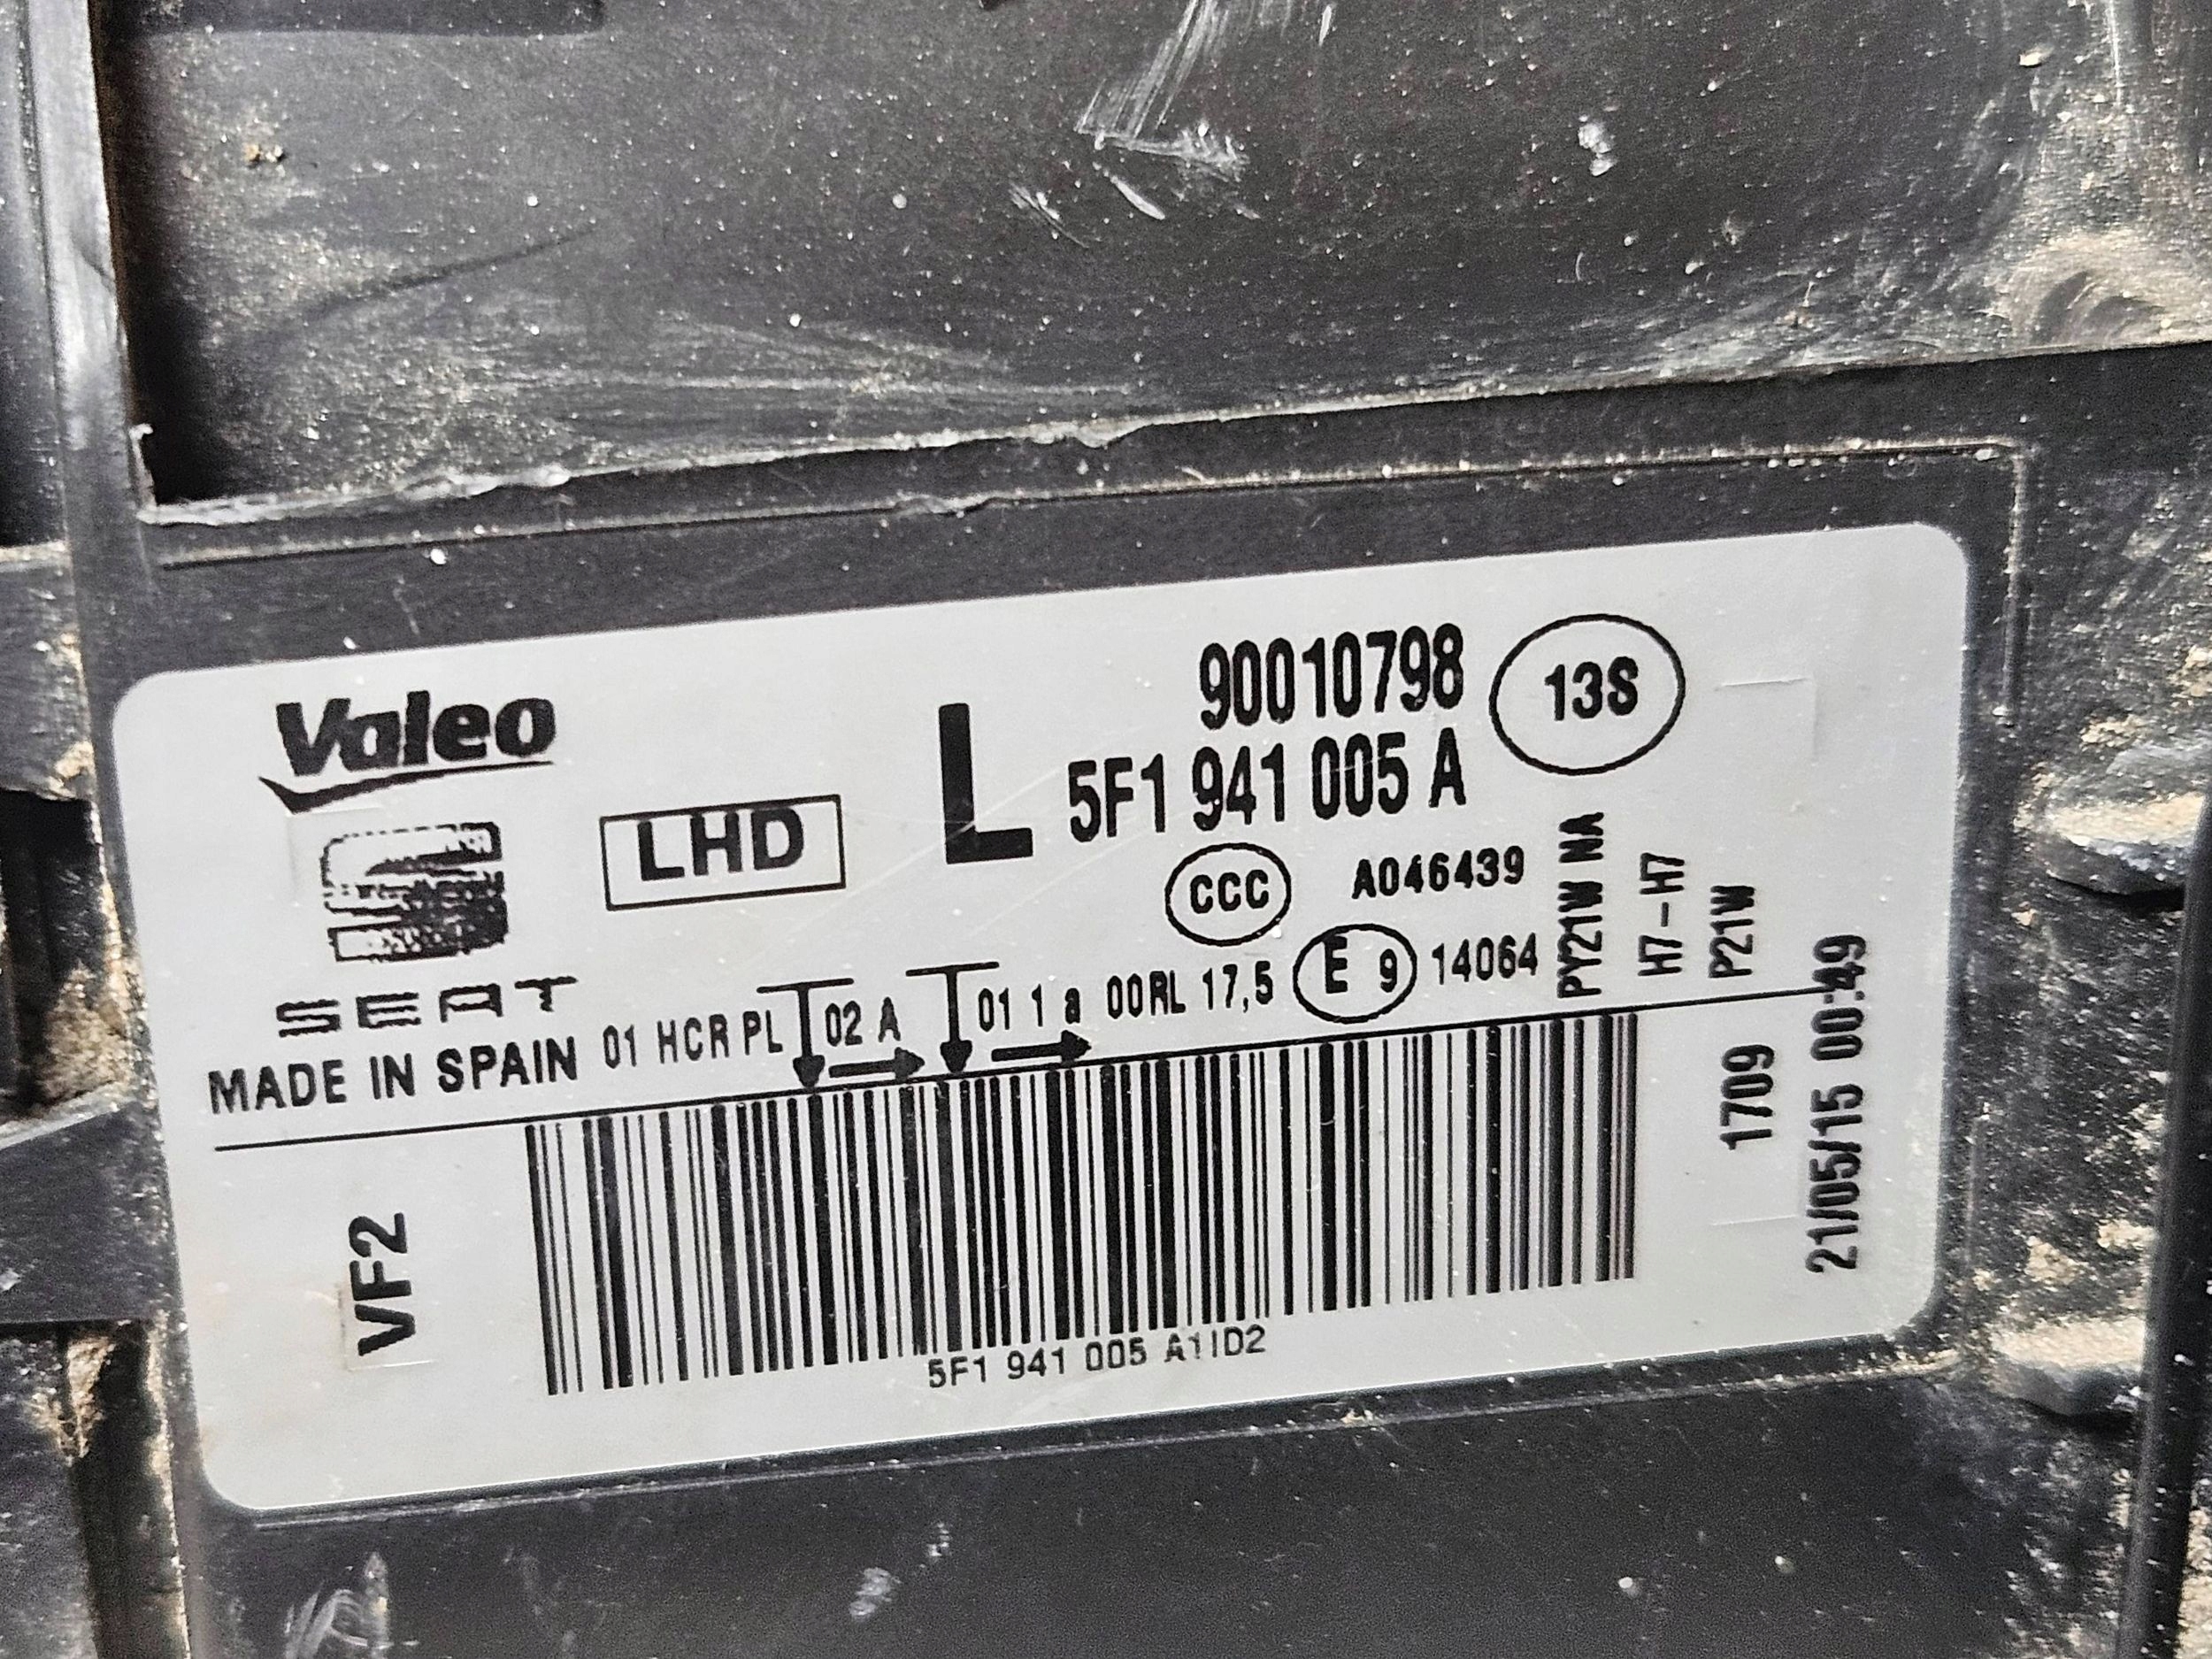 Valeo
SEAT
MADE IN SPAIN
LHD
L
90010798
5F1 941 005 A
13S
CCC
A046439
01 HCR PL 02 A 01 1 a 00RL 17,5 E 9 14064
PY21W NA
H7-H7
P21W
VF2
1709
21/05/15 00:49
5F1 941 005 A1ID2